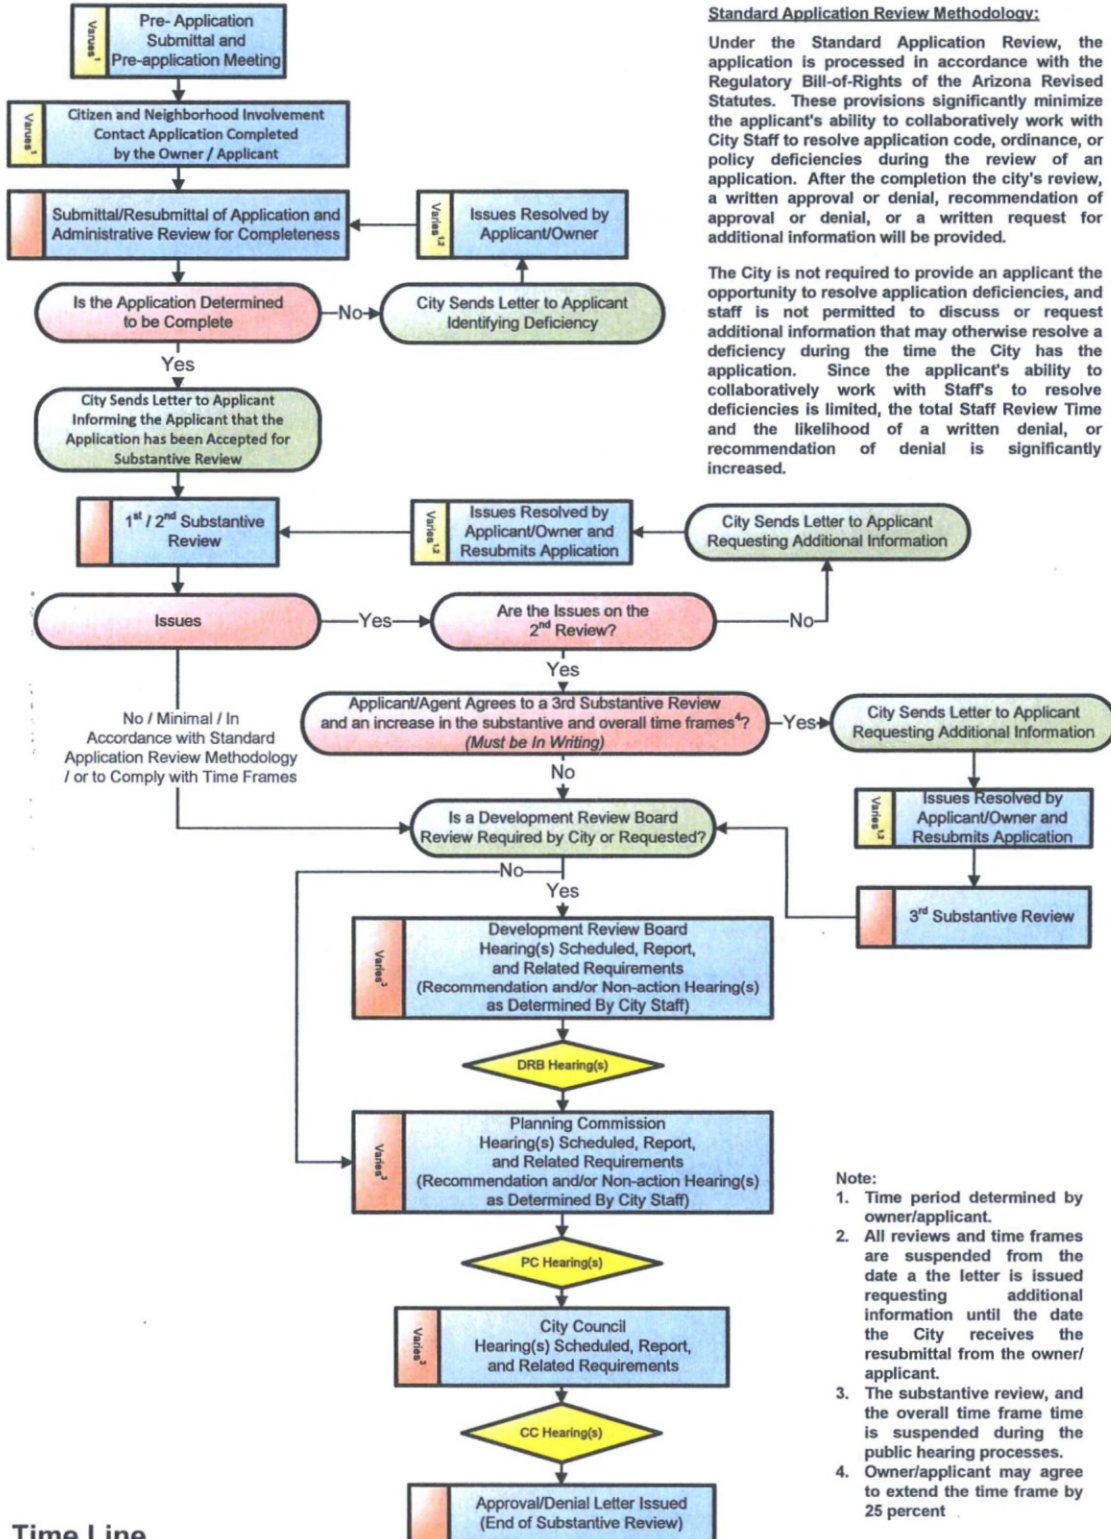 Pre- Application
Submittal and
Pre-application Meeting
Varues1
Citizen and Neighborhood Involvement
Contact Application Completed
by the Owner / Applicant
Varues1
Submittal/Resubmittal of Application and
Administrative Review for Completeness
Issues Resolved by
Applicant/Owner
Varies1,2
Is the Application Determined
to be Complete
No
City Sends Letter to Applicant
Identifying Deficiency
Yes
City Sends Letter to Applicant
Informing the Applicant that the
Application has been Accepted for
Substantive Review
1st / 2nd Substantive
Review
Varies1,2
Issues Resolved by
Applicant/Owner and
Resubmits Application
City Sends Letter to Applicant
Requesting Additional Information
Issues
Yes
Are the Issues on the
2nd Review?
No
Yes
No / Minimal / In
Accordance with Standard
Application Review Methodology
/ or to Comply with Time Frames
Applicant/Agent Agrees to a 3rd Substantive Review
and an increase in the substantive and overall time frames4?
(Must be In Writing)
Yes
City Sends Letter to Applicant
Requesting Additional Information
No
Varies1,2
Issues Resolved by
Applicant/Owner and
Resubmits Application
Is a Development Review Board
Review Required by City or Requested?
3rd Substantive Review
No
Yes
Varies3
Development Review Board
Hearing(s) Scheduled, Report,
and Related Requirements
(Recommendation and/or Non-action Hearing(s)
as Determined By City Staff)
DRB Hearing(s)
Varies3
Planning Commission
Hearing(s) Scheduled, Report,
and Related Requirements
(Recommendation and/or Non-action Hearing(s)
as Determined By City Staff)
PC Hearing(s)
Varies3
City Council
Hearing(s) Scheduled, Report,
and Related Requirements
CC Hearing(s)
Approval/Denial Letter Issued
(End of Substantive Review)
Time Line
Standard Application Review Methodology:
Under the Standard Application Review, the
application is processed in accordance with the
Regulatory Bill-of-Rights of the Arizona Revised
Statutes. These provisions significantly minimize
the applicant's ability to collaboratively work with
City Staff to resolve application code, ordinance, or
policy deficiencies during the review of an
application. After the completion the city's review,
a written approval or denial, recommendation of
approval or denial, or a written request for
additional information will be provided.
The City is not required to provide an applicant the
opportunity to resolve application deficiencies, and
staff is not permitted to discuss or request
additional information that may otherwise resolve a
deficiency during the time the City has the
application. Since the applicant's ability to
collaboratively work with Staff's to resolve
deficiencies is limited, the total Staff Review Time
and the likelihood of a written denial, or
recommendation of denial is significantly
increased.
Note:
1. Time period determined by
owner/applicant.
2. All reviews and time frames
are suspended from the
date a the letter is issued
requesting additional
information until the date
the City receives the
resubmittal from the owner/
applicant.
3. The substantive review, and
the overall time frame time
is suspended during the
public hearing processes.
4. Owner/applicant may agree
to extend the time frame by
25 percent